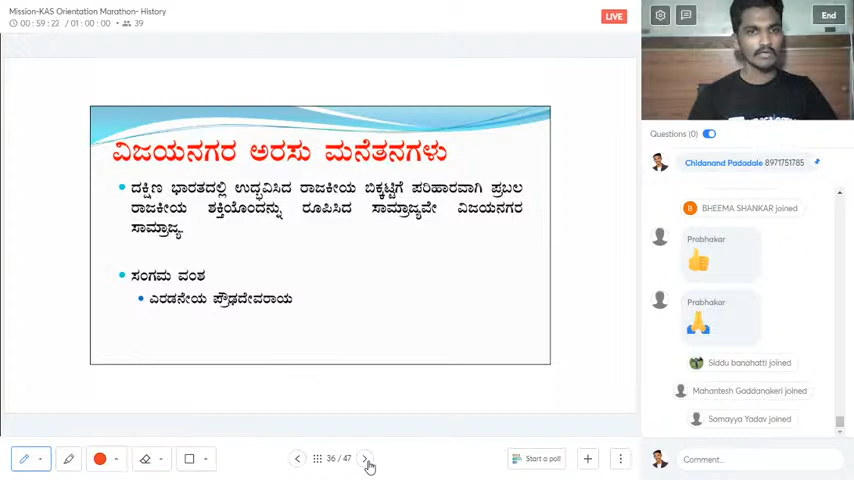 Mission-KAS Orientation Marathon- History
00 : 59 : 22 / 01 : 00 : 00 • 39
LIVE
End
ವಿಜಯನಗರ ಅರಸು ಮನೆತನಗಳು
ದಕ್ಷಿಣ ಭಾರತದಲ್ಲಿ ಉದ್ಭವಿಸಿದ ರಾಜಕೀಯ ಬಿಕ್ಕಟ್ಟಿಗೆ ಪರಿಹಾರವಾಗಿ ಪ್ರಬಲ
ರಾಜಕೀಯ ಶಕ್ತಿಯೊಂದನ್ನು ರೂಪಿಸಿದ ಸಾಮ್ರಾಜ್ಯವೇ ವಿಜಯನಗರ
ಸಾಮ್ರಾಜ್ಯ.
ಸಂಗಮ ವಂಶ
ಎರಡನೇಯ ಪ್ರೌಢದೇವರಾಯ
36 / 47
Start a poll
Questions (0)
Chidanand Padadale 8971751785
BHEEMA SHANKAR joined
Prabhakar
Prabhakar
Siddu banahatti joined
Mahantesh Gaddanakeri joined
Somayya Yadav joined
Comment...